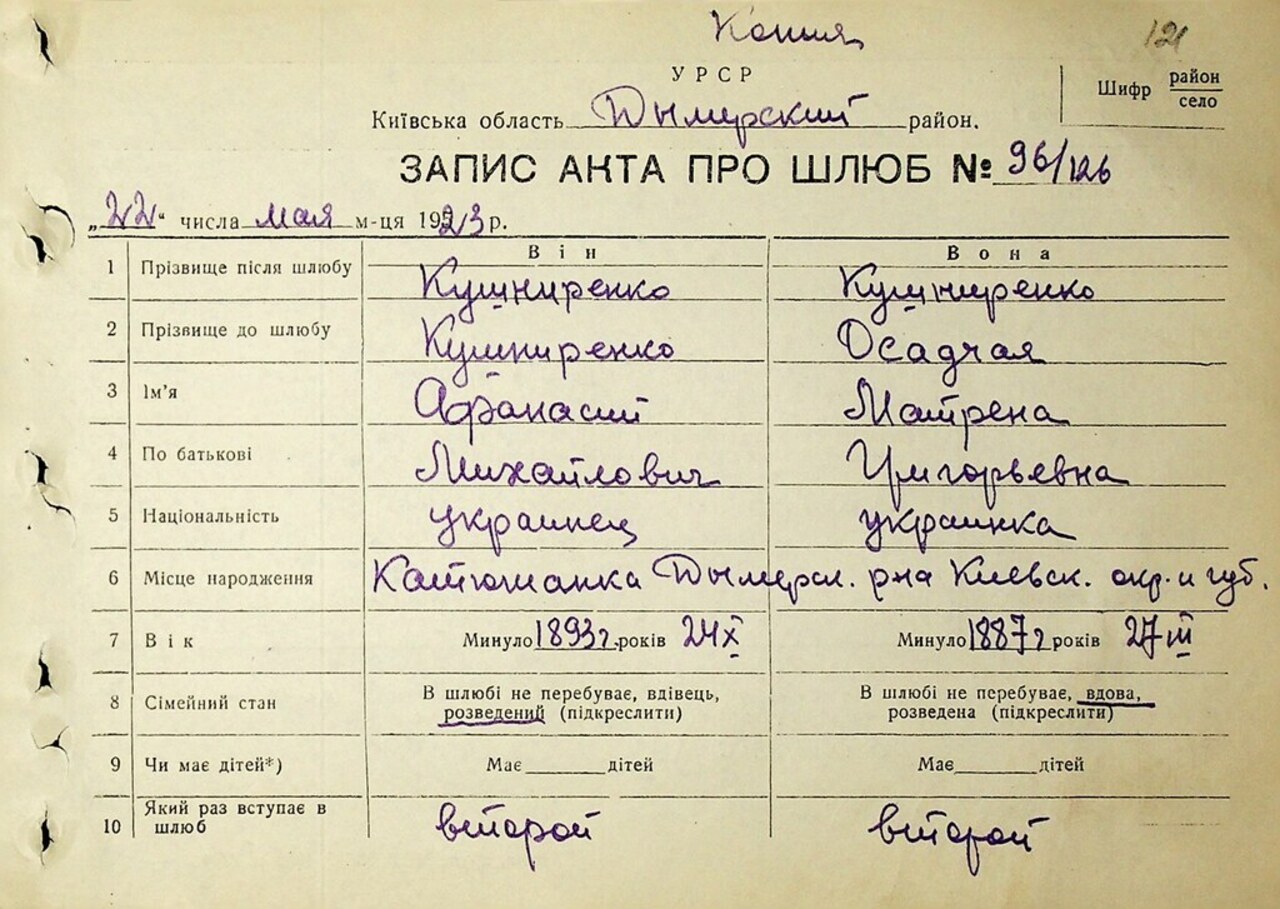 Копия
121
УРСР
Шифр район село
Київська область Дымерский район.
ЗАПИС АКТА ПРО ШЛЮБ № 96/126
„22" числа мая м-ця 1923 р.
Він Вона
1 Прізвище після шлюбу Кушниренко Кушниренко
2 Прізвище до шлюбу Кушниренко Осадчая
3 Ім'я Афанасий Матрена
4 По батькові Михайлович Григорьевна
5 Національність украинец украинка
6 Місце народження Катюжанка Дымерск. р-на Киевск. окр. и губ.
7 Вік Минуло 1893 г. років 24 X Минуло 1887 г років 27 III
8 Сімейний стан В шлюбі не перебуває, вдівець, В шлюбі не перебуває, вдова,
розведений (підкреслити) розведена (підкреслити)
9 Чи має дітей*) Має дітей Має дітей
10 Який раз вступає в шлюб второй второй